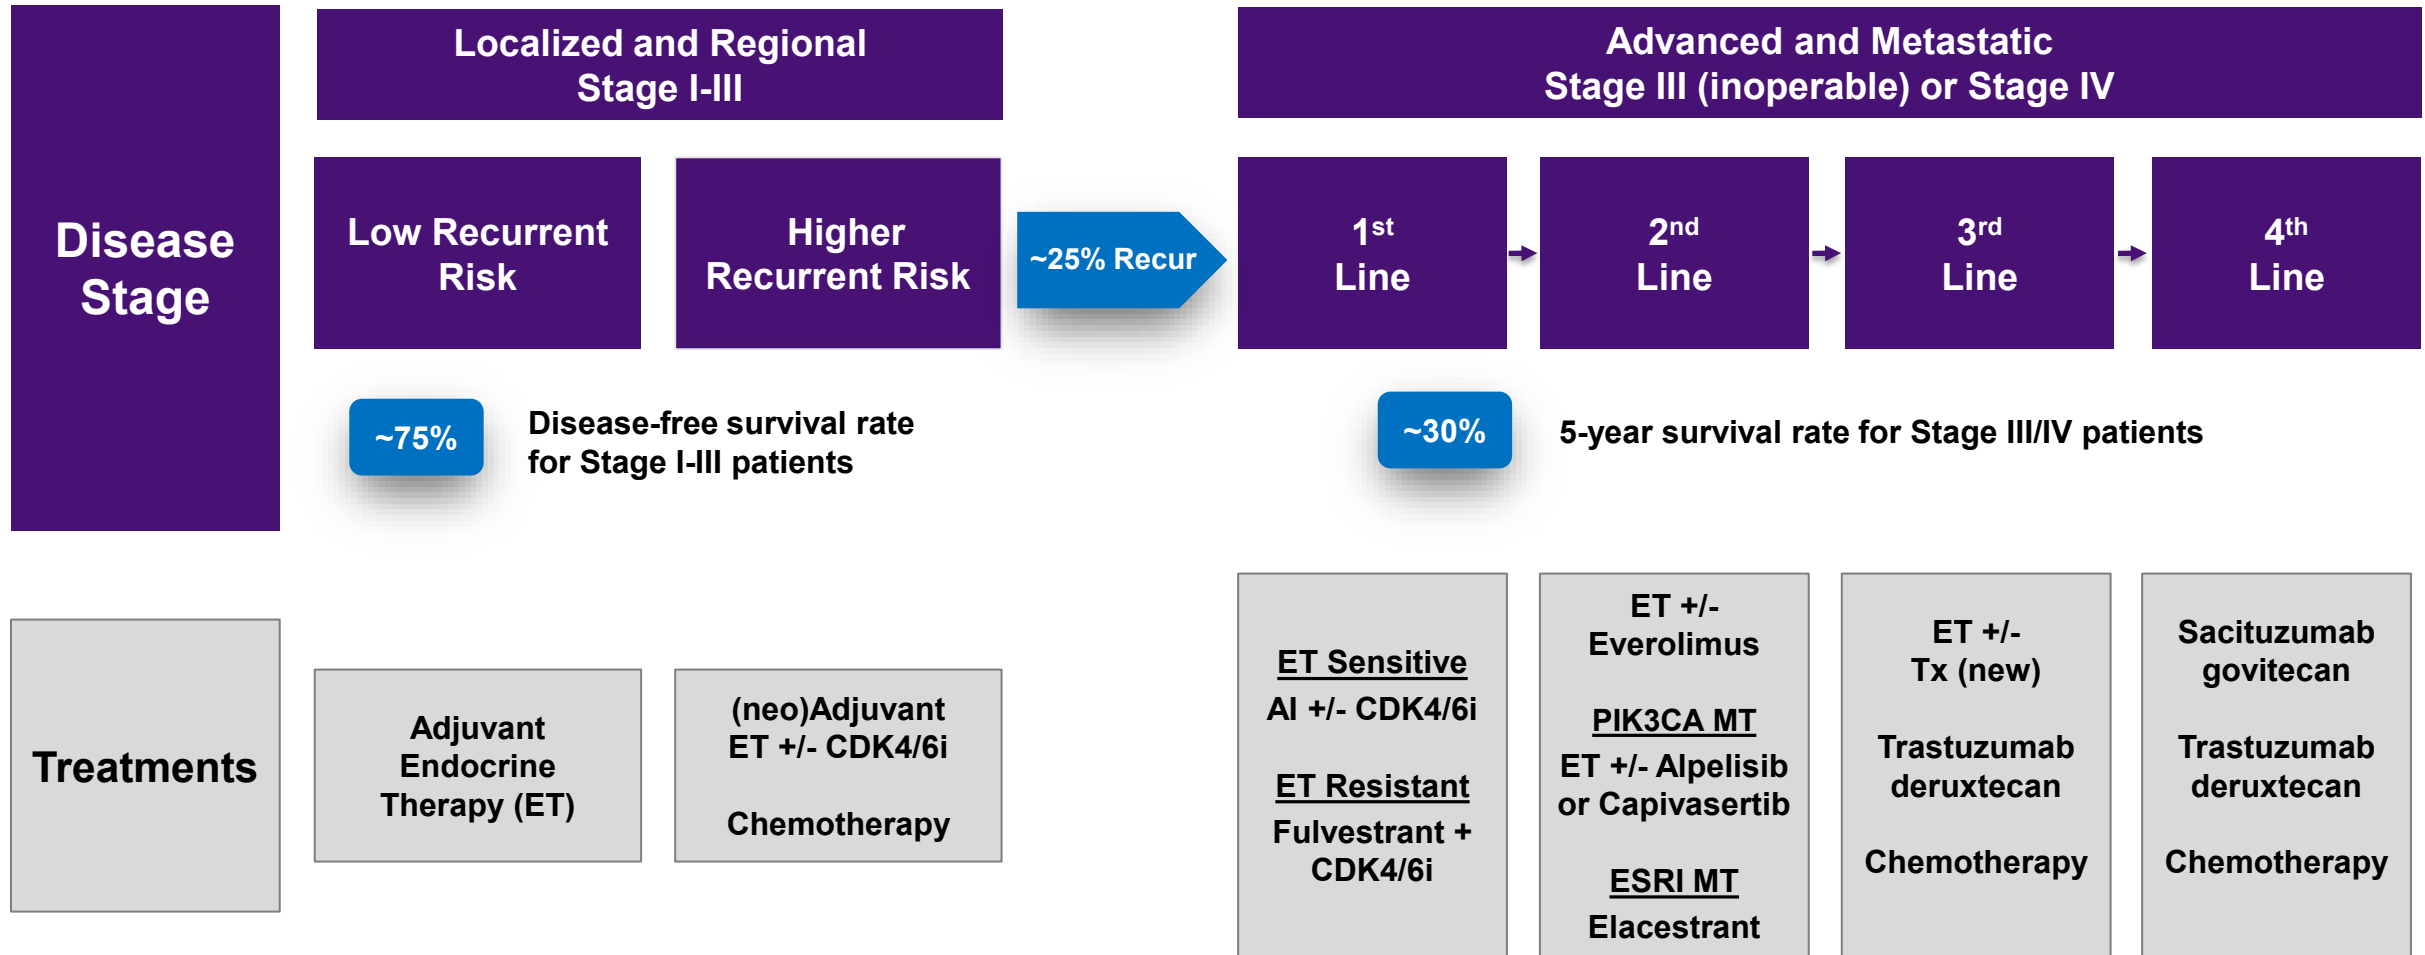 Disease
Stage
Localized and Regional
Stage I-III
Advanced and Metastatic
Stage III (inoperable) or Stage IV
Low Recurrent
Risk
Higher
Recurrent Risk
~25% Recur
1st
Line
2nd
Line
3rd
Line
4th
Line
~75%
Disease-free survival rate
for Stage I-III patients
~30%
5-year survival rate for Stage III/IV patients
Treatments
Adjuvant
Endocrine
Therapy (ET)
(neo)Adjuvant
ET +/- CDK4/6i
Chemotherapy
ET Sensitive
AI +/- CDK4/6i
ET Resistant
Fulvestrant +
CDK4/6i
ET +/-
Everolimus
PIK3CA MT
ET +/- Alpelisib
or Capivasertib
ESRI MT
Elacestrant
ET +/-
Tx (new)
Trastuzumab
deruxtecan
Chemotherapy
Sacituzumab
govitecan
Trastuzumab
deruxtecan
Chemotherapy